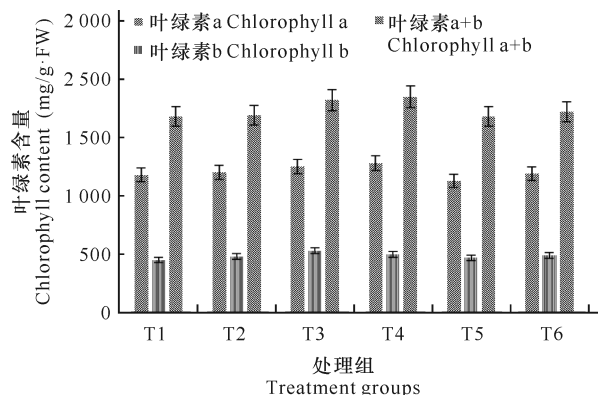 2 000
2 500
1 500
1 000
500
0
叶绿素含量
Chlorophyll content (mg/g·FW)
叶绿素a Chlorophyll a
叶绿素b Chlorophyll b
叶绿素a+b
Chlorophyll a+b
T1 T2 T3 T4 T5 T6
处理组
Treatment groups